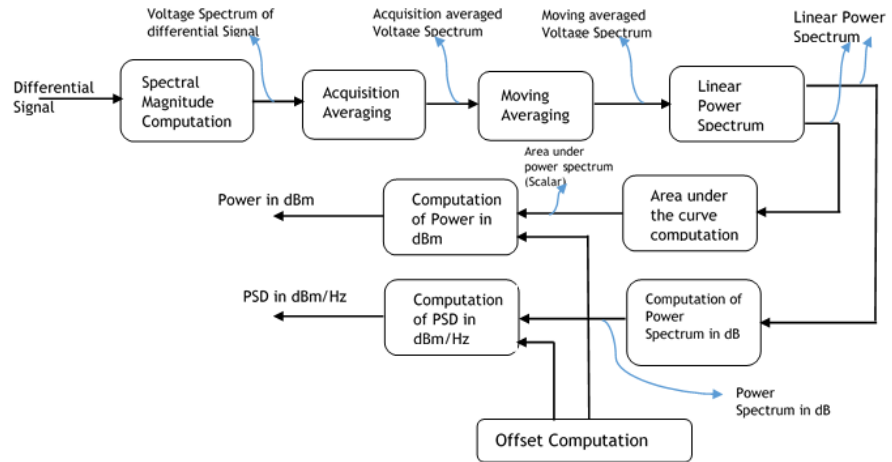 Voltage Spectrum of
differential Signal
Acquisition averaged
Voltage Spectrum
Moving averaged
Voltage Spectrum
Linear Power
Spectrum
Differential
Signal
Spectral
Magnitude
Computation
Acquisition
Averaging
Moving
Averaging
Linear
Power
Spectrum
Area under
power spectrum
(Scalar)
Power in dBm
Computation
of Power in
dBm
Area under
the curve
computation
PSD in dBm/Hz
Computation
of PSD in
dBm/Hz
Computation of
Power
Spectrum in dB
Power
Spectrum in dB
Offset Computation